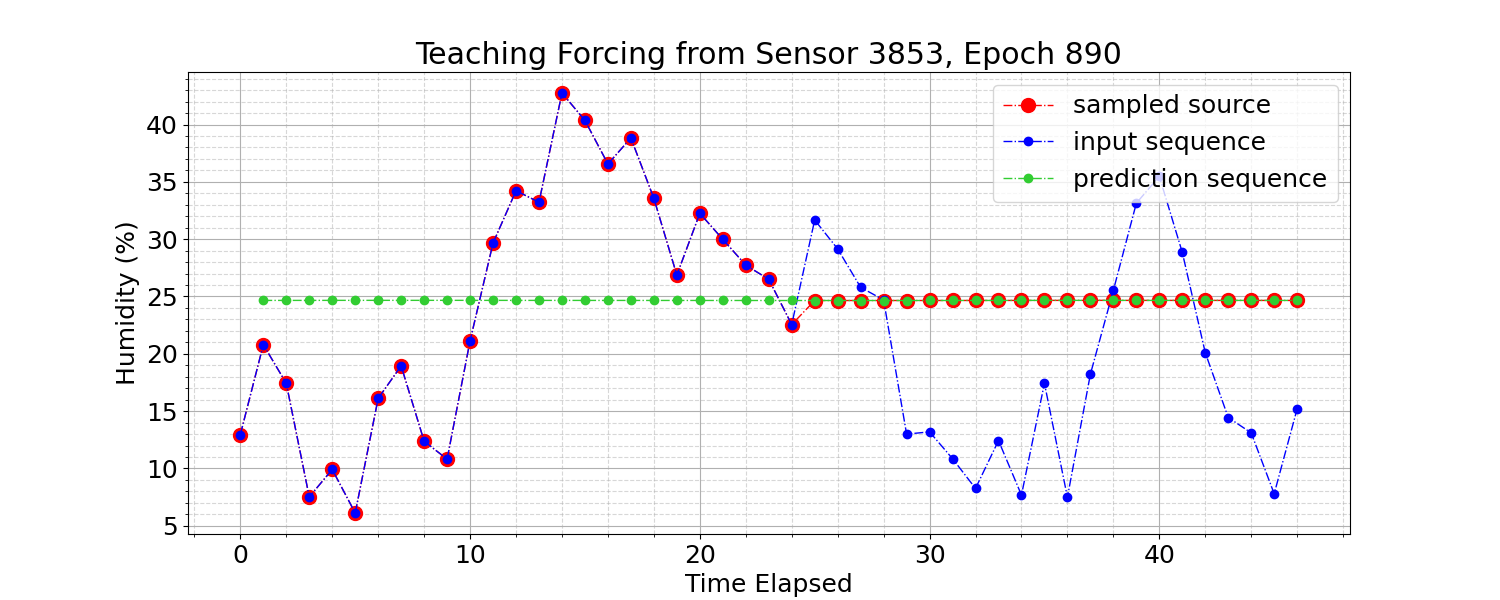 Teaching Forcing from Sensor 3853, Epoch 890
sampled source
input sequence
prediction sequence
Humidity (%)
40
35
30
25
20
15
10
5
0 10 20 30 40
Time Elapsed